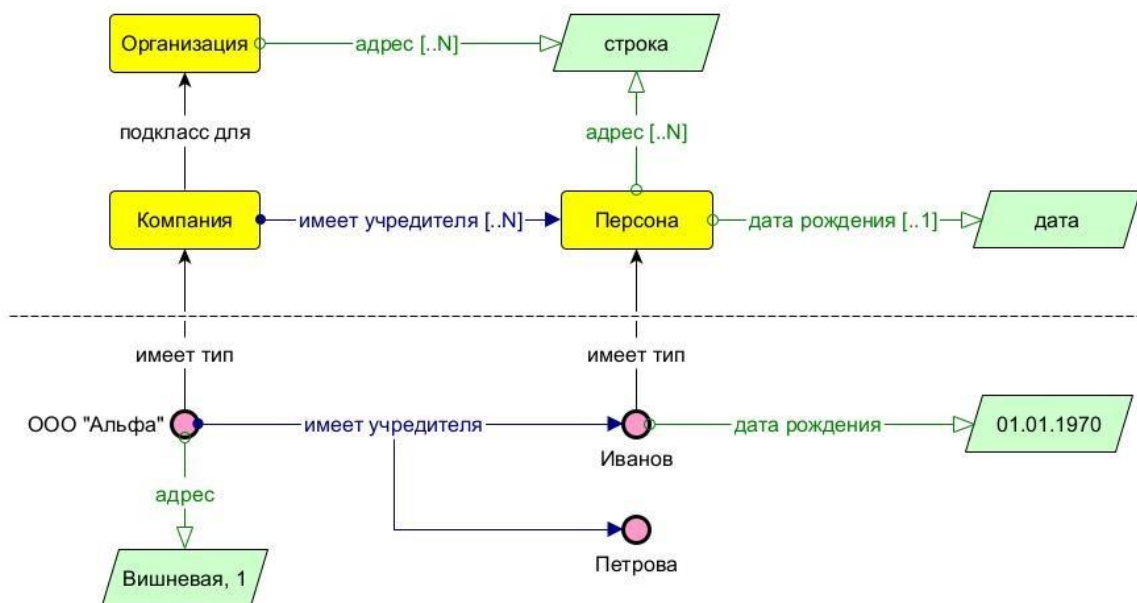 Организация
адрес [..N]
строка
подкласс для
адрес [..N]
Компания
имеет учредителя [..N]
Персона
дата рождения [..1]
дата
имеет тип
имеет тип
ООО "Альфа"
имеет учредителя
дата рождения
01.01.1970
Иванов
адрес
Петрова
Вишневая, 1